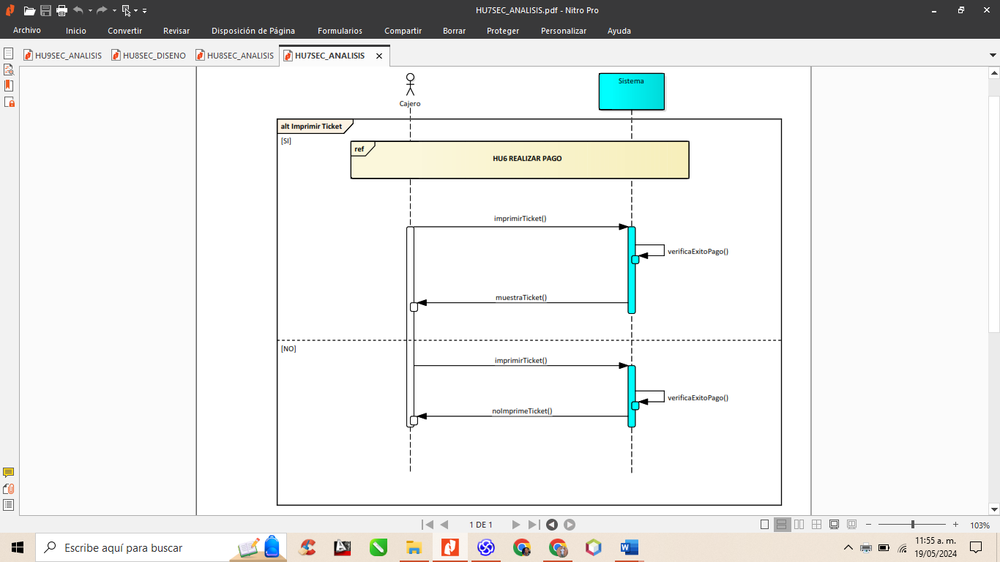 HU7SEC_ANALISIS.pdf - Nitro Pro
Archivo Inicio Convertir Revisar Disposición de Página Formularios Compartir Borrar Proteger Personalizar Ayuda
HU9SEC_ANALISIS HU8SEC_DISENO HU8SEC_ANALISIS HU7SEC_ANALISIS
Sistema
Cajero
alt Imprimir Ticket
[SI]
ref
HU6 REALIZAR PAGO
imprimirTicket()
verificaExitoPago()
muestraTicket()
[NO]
imprimirTicket()
verificaExitoPago()
noImprimeTicket()
1 DE 1
103%
Escribe aquí para buscar
11:55 a. m.
19/05/2024